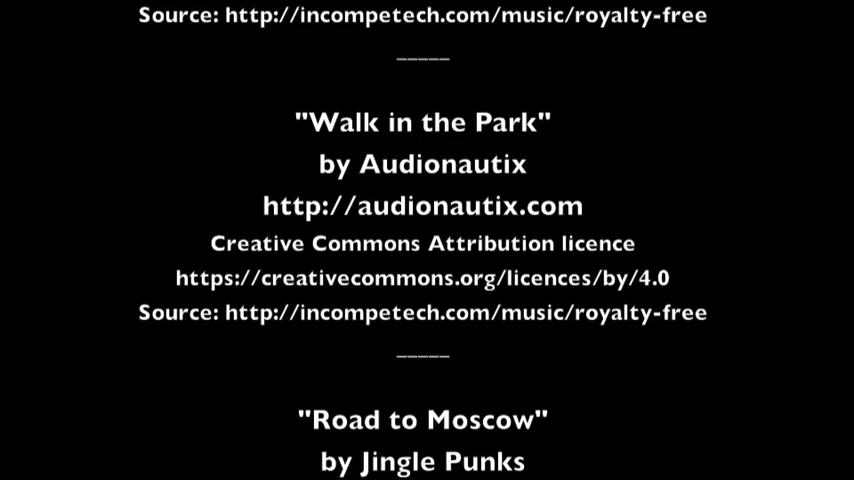 Source: http://incompetech.com/music/royalty-free
_____
"Walk in the Park"
by Audionautix
http://audionautix.com
Creative Commons Attribution licence
https://creativecommons.org/licences/by/4.0
Source: http://incompetech.com/music/royalty-free
_____
"Road to Moscow"
by Jingle Punks